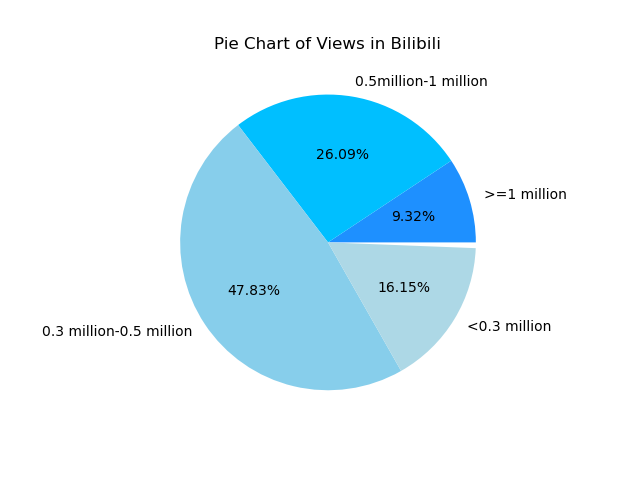 Pie Chart of Views in Bilibili
0.5million-1 million
26.09%
>=1 million
9.32%
47.83%
16.15%
0.3 million-0.5 million
<0.3 million